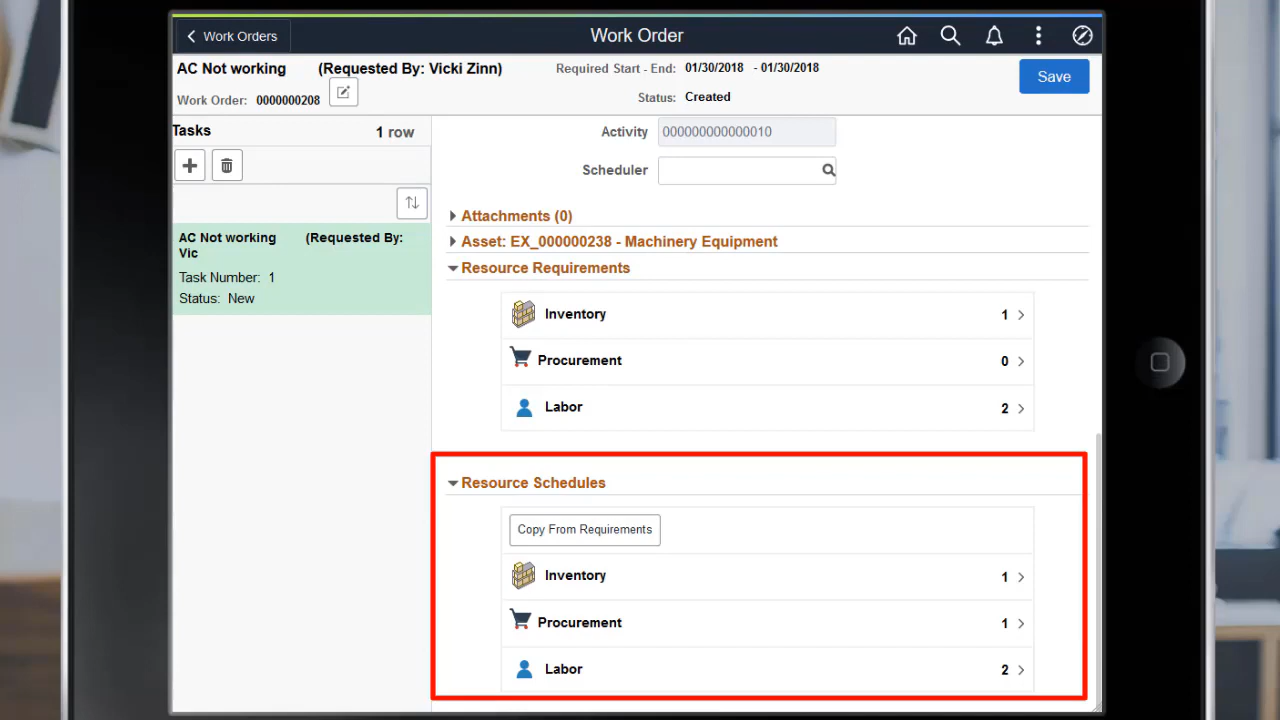 Work Orders
Work Order
AC Not working (Requested By: Vicki Zinn)
Required Start - End: 01/30/2018 - 01/30/2018
Save
Work Order: 0000000208
Status: Created
Tasks
1 row
AC Not working (Requested By:
Vic
Task Number: 1
Status: New
Activity 000000000000010
Scheduler
Attachments (0)
Asset: EX_000000238 - Machinery Equipment
Resource Requirements
Inventory 1
Procurement 0
Labor 2
Resource Schedules
Copy From Requirements
Inventory 1
Procurement 1
Labor 2